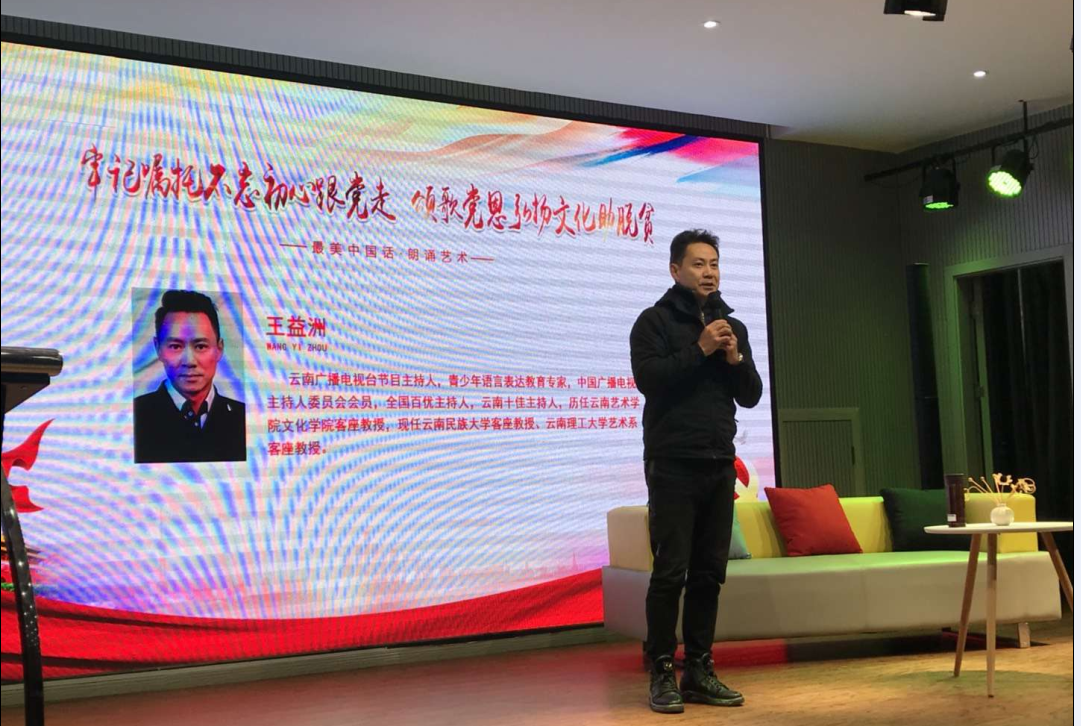 牢记嘱托不忘初心跟党走 颂歌党恩弘扬文化助脱贫
——最美中国话·朗诵艺术——
王益洲
WANG YI ZHOU
云南广播电视台节目主持人，青少年语言表达教育专家，中国广播电视
主持人委员会会员，全国百优主持人，云南十佳主持人，历任云南艺术学
院文化学院客座教授，现任云南民族大学客座教授、云南理工大学艺术系
客座教授。